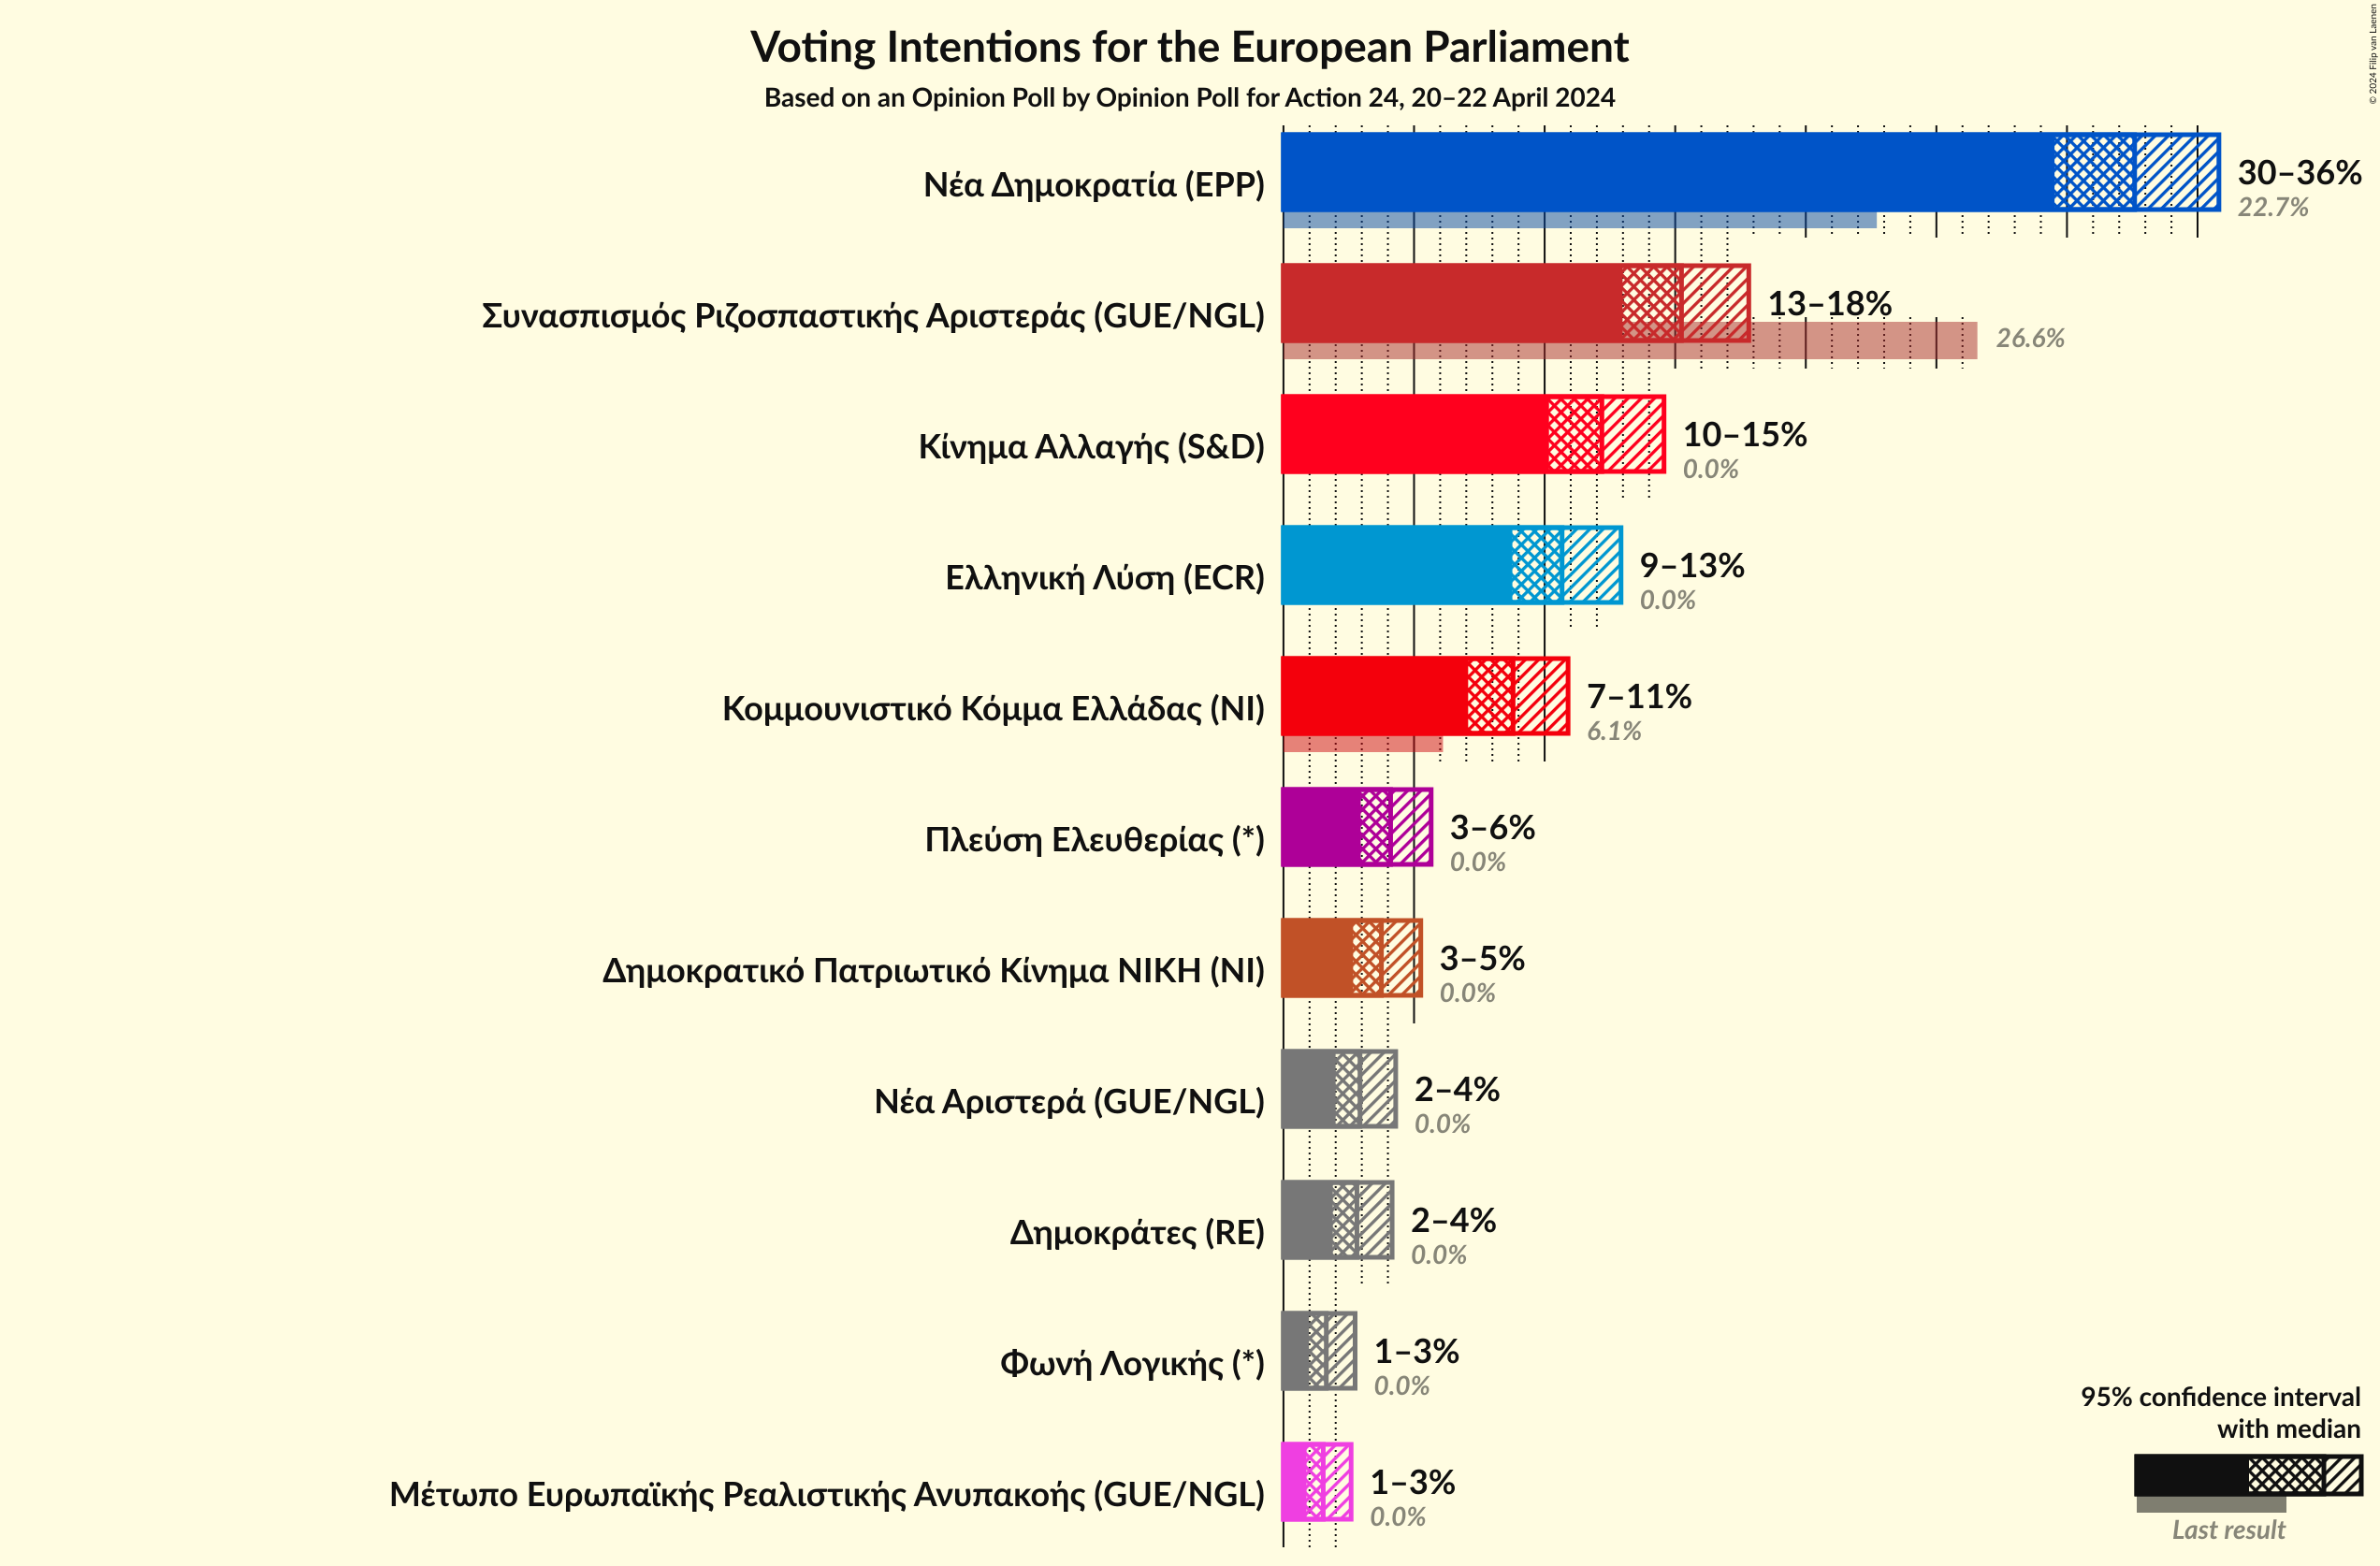 Voting Intentions for the European Parliament
Based on an Opinion Poll by Opinion Poll for Action 24, 20–22 April 2024
© 2024 Filip van Laenen
Νέα Δημοκρατία (EPP)
30–36%
22.7%
Συνασπισμός Ριζοσπαστικής Αριστεράς (GUE/NGL)
13–18%
26.6%
Κίνημα Αλλαγής (S&D)
10–15%
0.0%
Ελληνική Λύση (ECR)
9–13%
0.0%
Κομμουνιστικό Κόμμα Ελλάδας (NI)
7–11%
6.1%
Πλεύση Ελευθερίας (*)
3–6%
0.0%
Δημοκρατικό Πατριωτικό Κίνημα ΝΙΚΗ (NI)
3–5%
0.0%
Νέα Αριστερά (GUE/NGL)
2–4%
0.0%
Δημοκράτες (RE)
2–4%
0.0%
Φωνή Λογικής (*)
1–3%
0.0%
Μέτωπο Ευρωπαϊκής Ρεαλιστικής Ανυπακοής (GUE/NGL)
1–3%
0.0%
95% confidence interval
with median
Last result